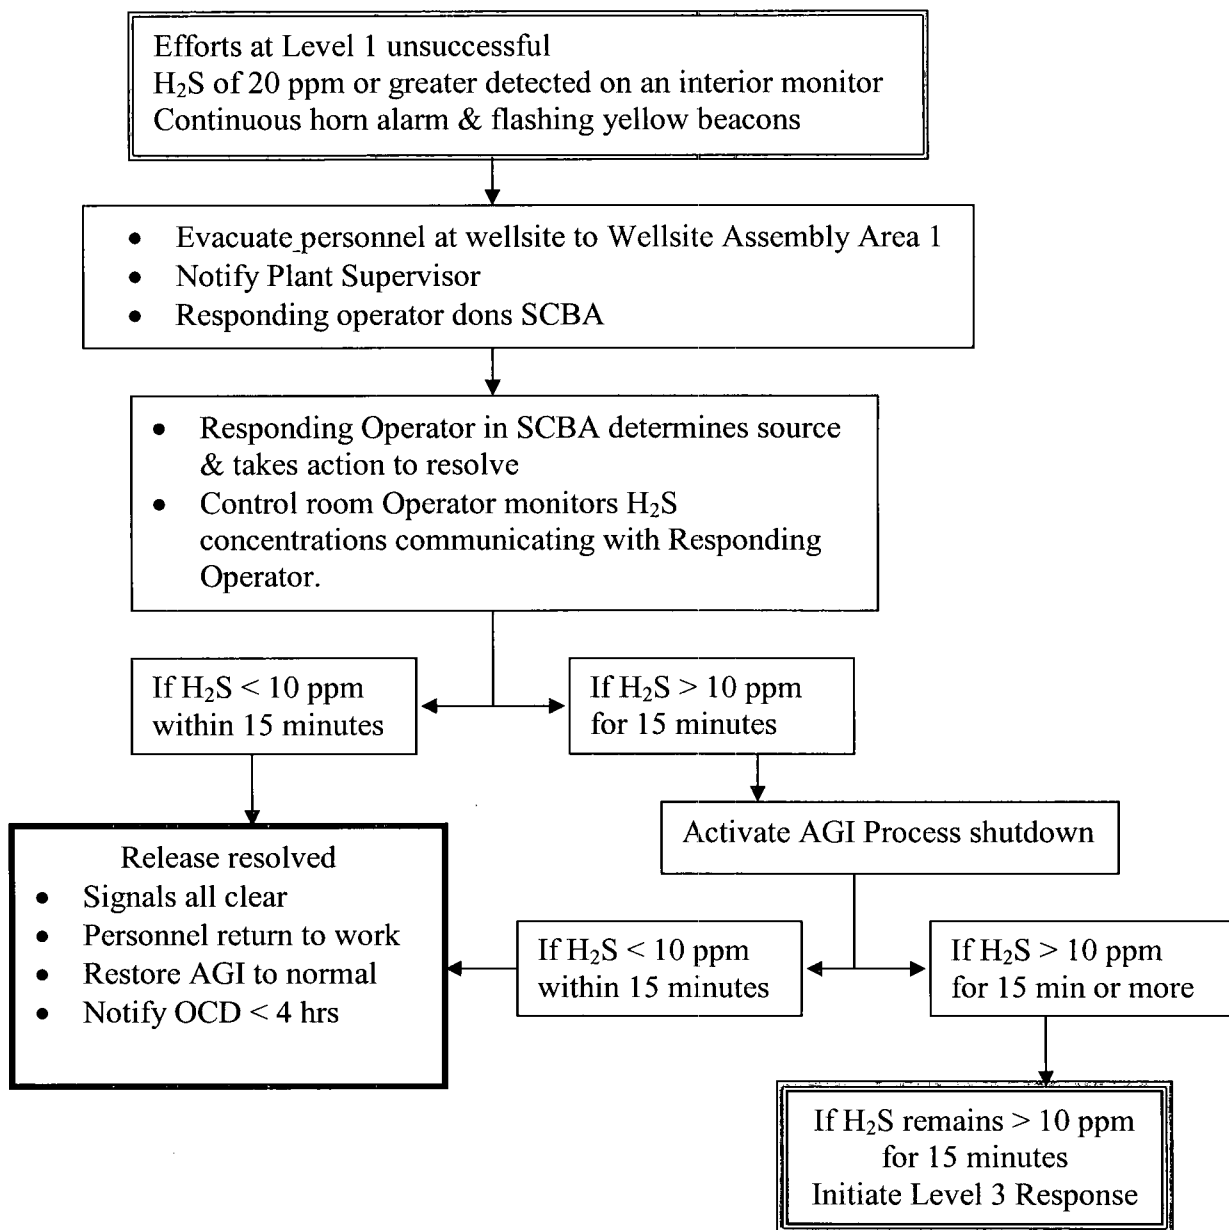 Efforts at Level 1 unsuccessful
H₂S of 20 ppm or greater detected on an interior monitor
Continuous horn alarm & flashing yellow beacons
• Evacuate personnel at wellsite to Wellsite Assembly Area 1
• Notify Plant Supervisor
• Responding operator dons SCBA
• Responding Operator in SCBA determines source
& takes action to resolve
• Control room Operator monitors H₂S
concentrations communicating with Responding
Operator.
If H₂S < 10 ppm
within 15 minutes
If H₂S > 10 ppm
for 15 minutes
Activate AGI Process shutdown
Release resolved
• Signals all clear
• Personnel return to work
• Restore AGI to normal
• Notify OCD < 4 hrs
If H₂S < 10 ppm
within 15 minutes
If H₂S > 10 ppm
for 15 min or more
If H₂S remains > 10 ppm
for 15 minutes
Initiate Level 3 Response